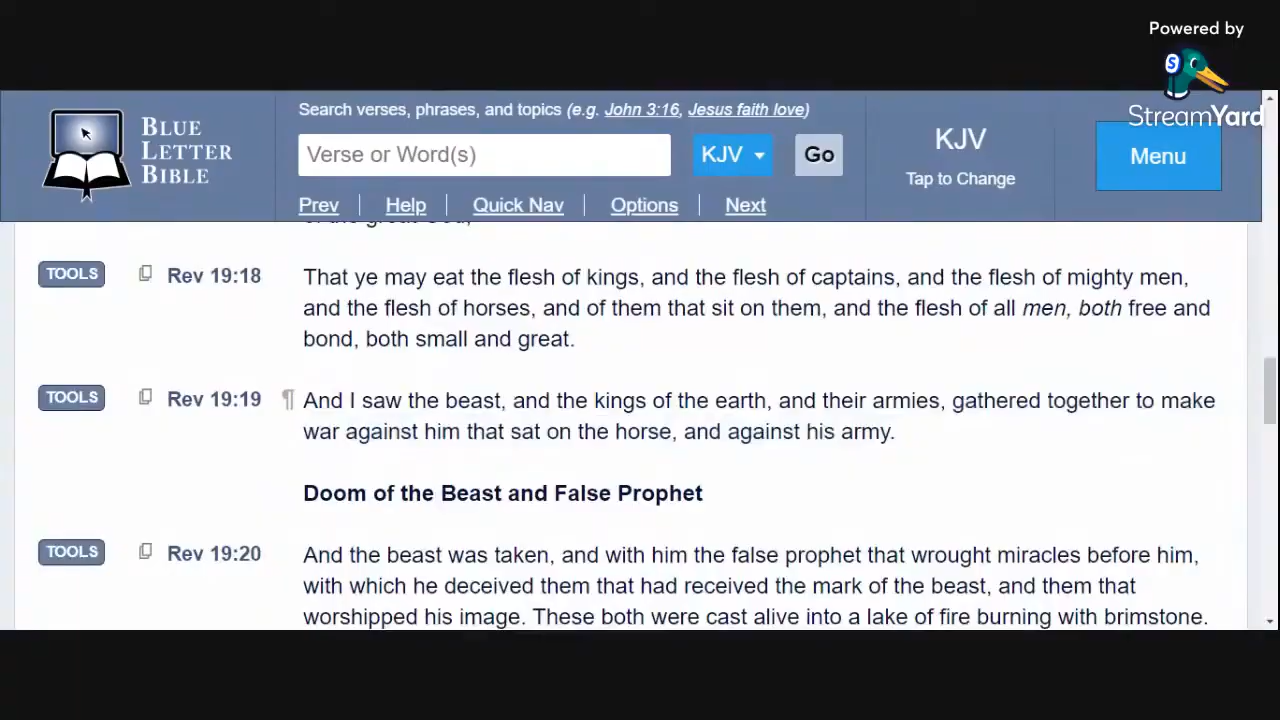 Powered by
StreamYard
Search verses, phrases, and topics (e.g. John 3:16, Jesus faith love)
BLUE
LETTER
BIBLE
Verse or Word(s)
KJV
Go
KJV
Tap to Change
Menu
Prev
Help
Quick Nav
Options
Next
of the great God;
TOOLS
Rev 19:18
That ye may eat the flesh of kings, and the flesh of captains, and the flesh of mighty men,
and the flesh of horses, and of them that sit on them, and the flesh of all men, both free and
bond, both small and great.
TOOLS
Rev 19:19
¶ And I saw the beast, and the kings of the earth, and their armies, gathered together to make
war against him that sat on the horse, and against his army.
Doom of the Beast and False Prophet
TOOLS
Rev 19:20
And the beast was taken, and with him the false prophet that wrought miracles before him,
with which he deceived them that had received the mark of the beast, and them that
worshipped his image. These both were cast alive into a lake of fire burning with brimstone.